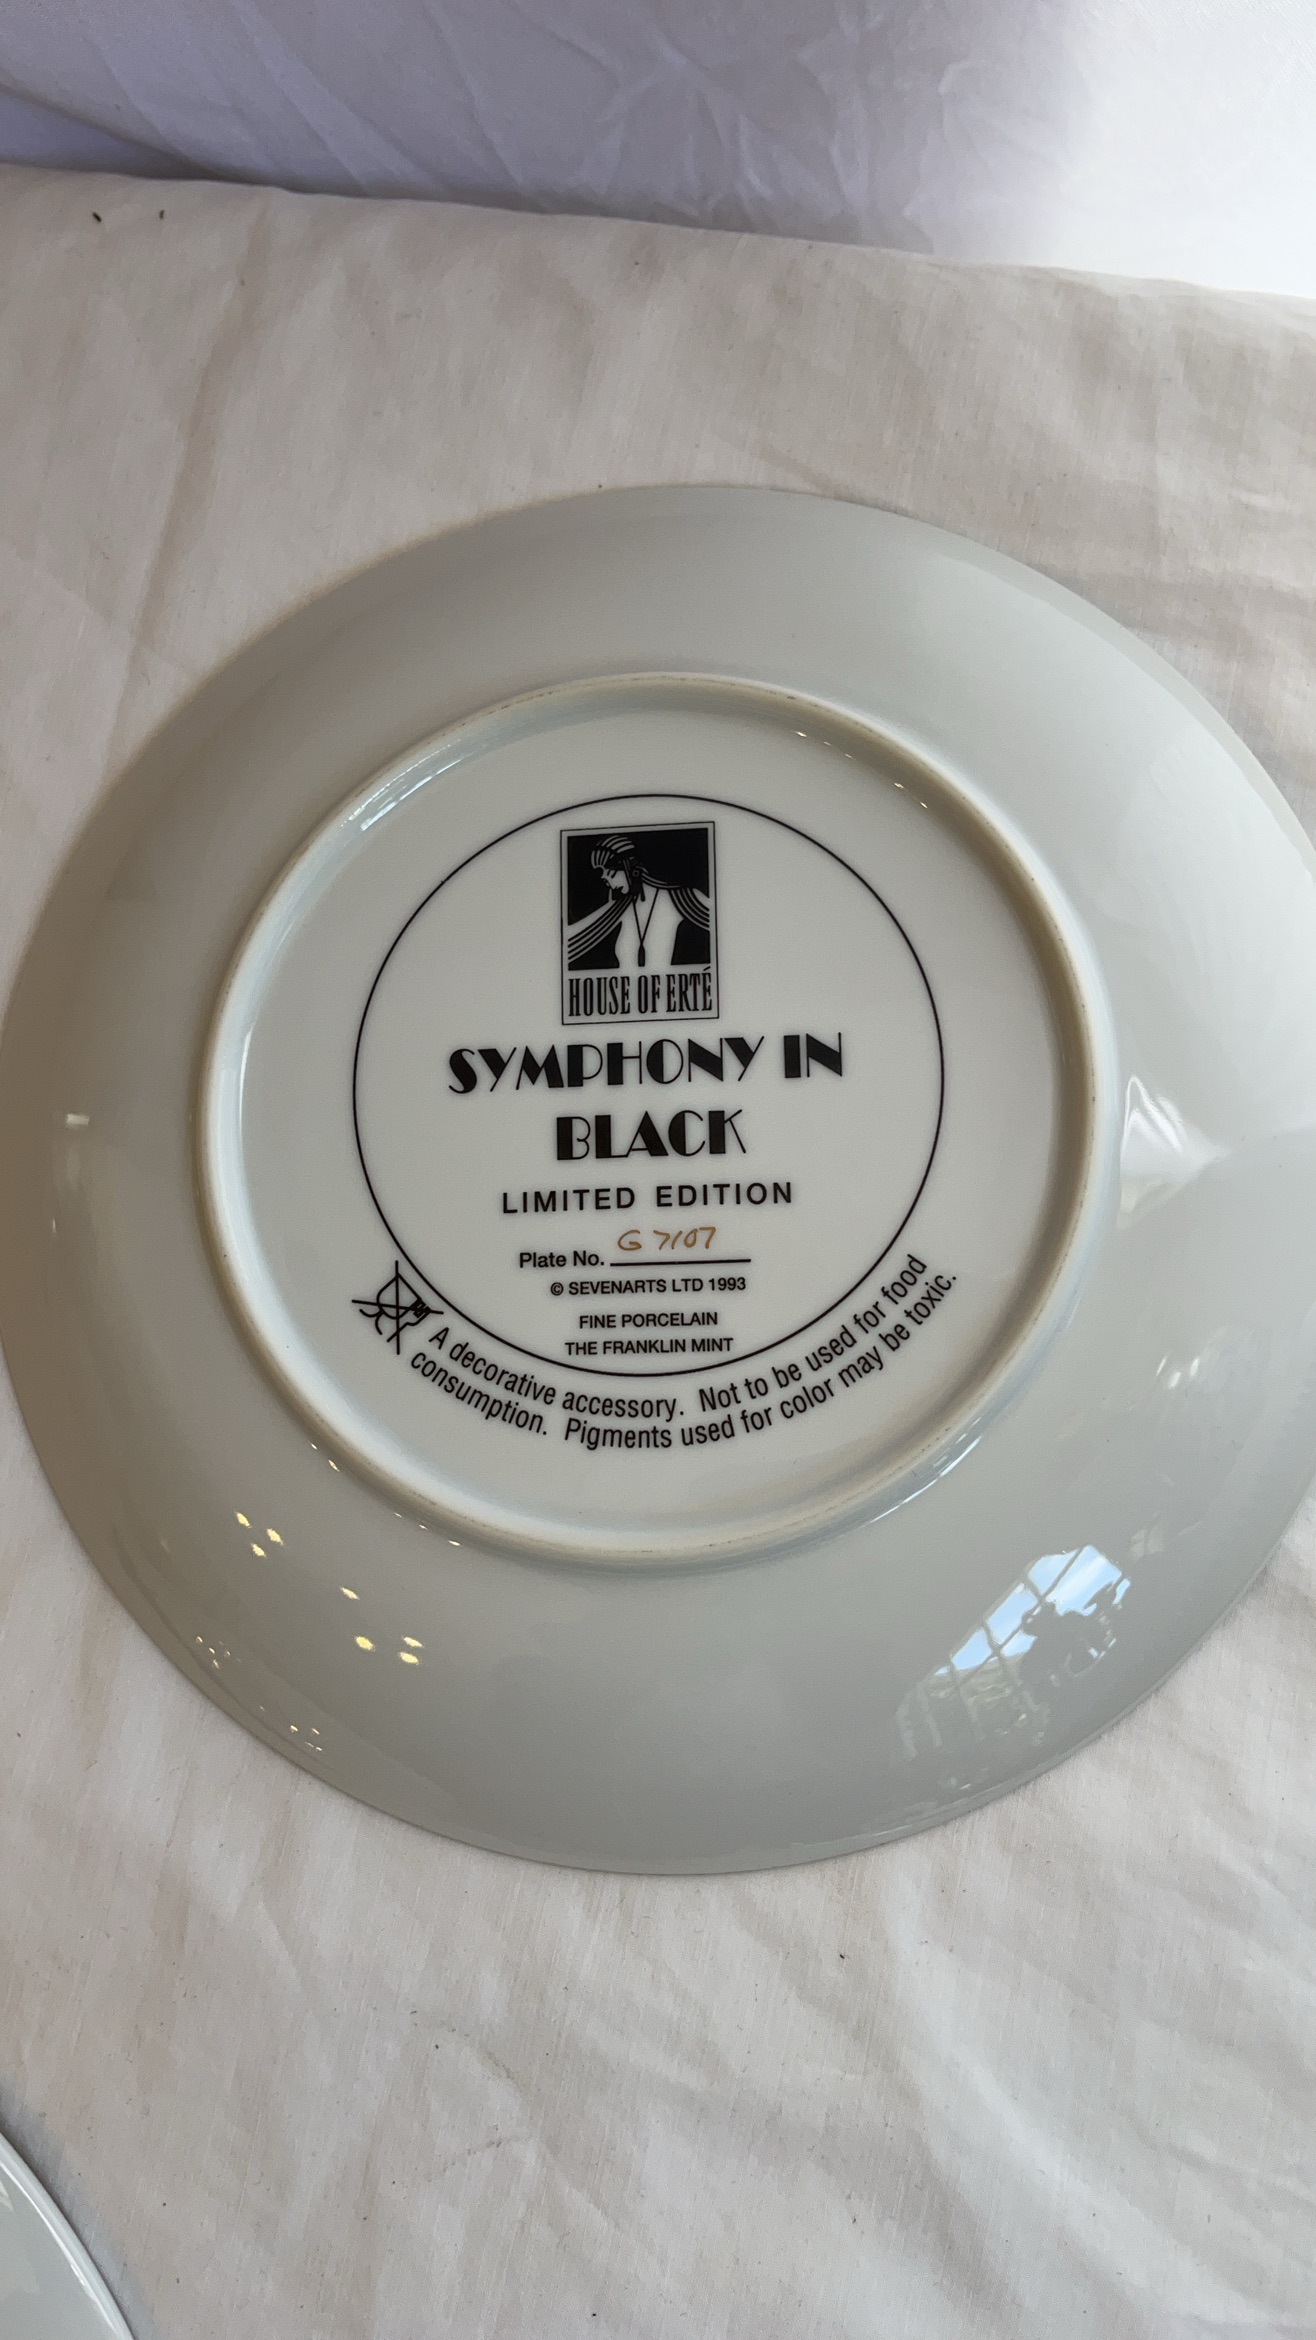 HOUSE OF ERTÉ
SYMPHONY IN
BLACK
LIMITED EDITION
Plate No. G 7107
© SEVENARTS LTD 1993
FINE PORCELAIN
THE FRANKLIN MINT
A decorative accessory. Not to be used for food
consumption. Pigments used for color may be toxic.